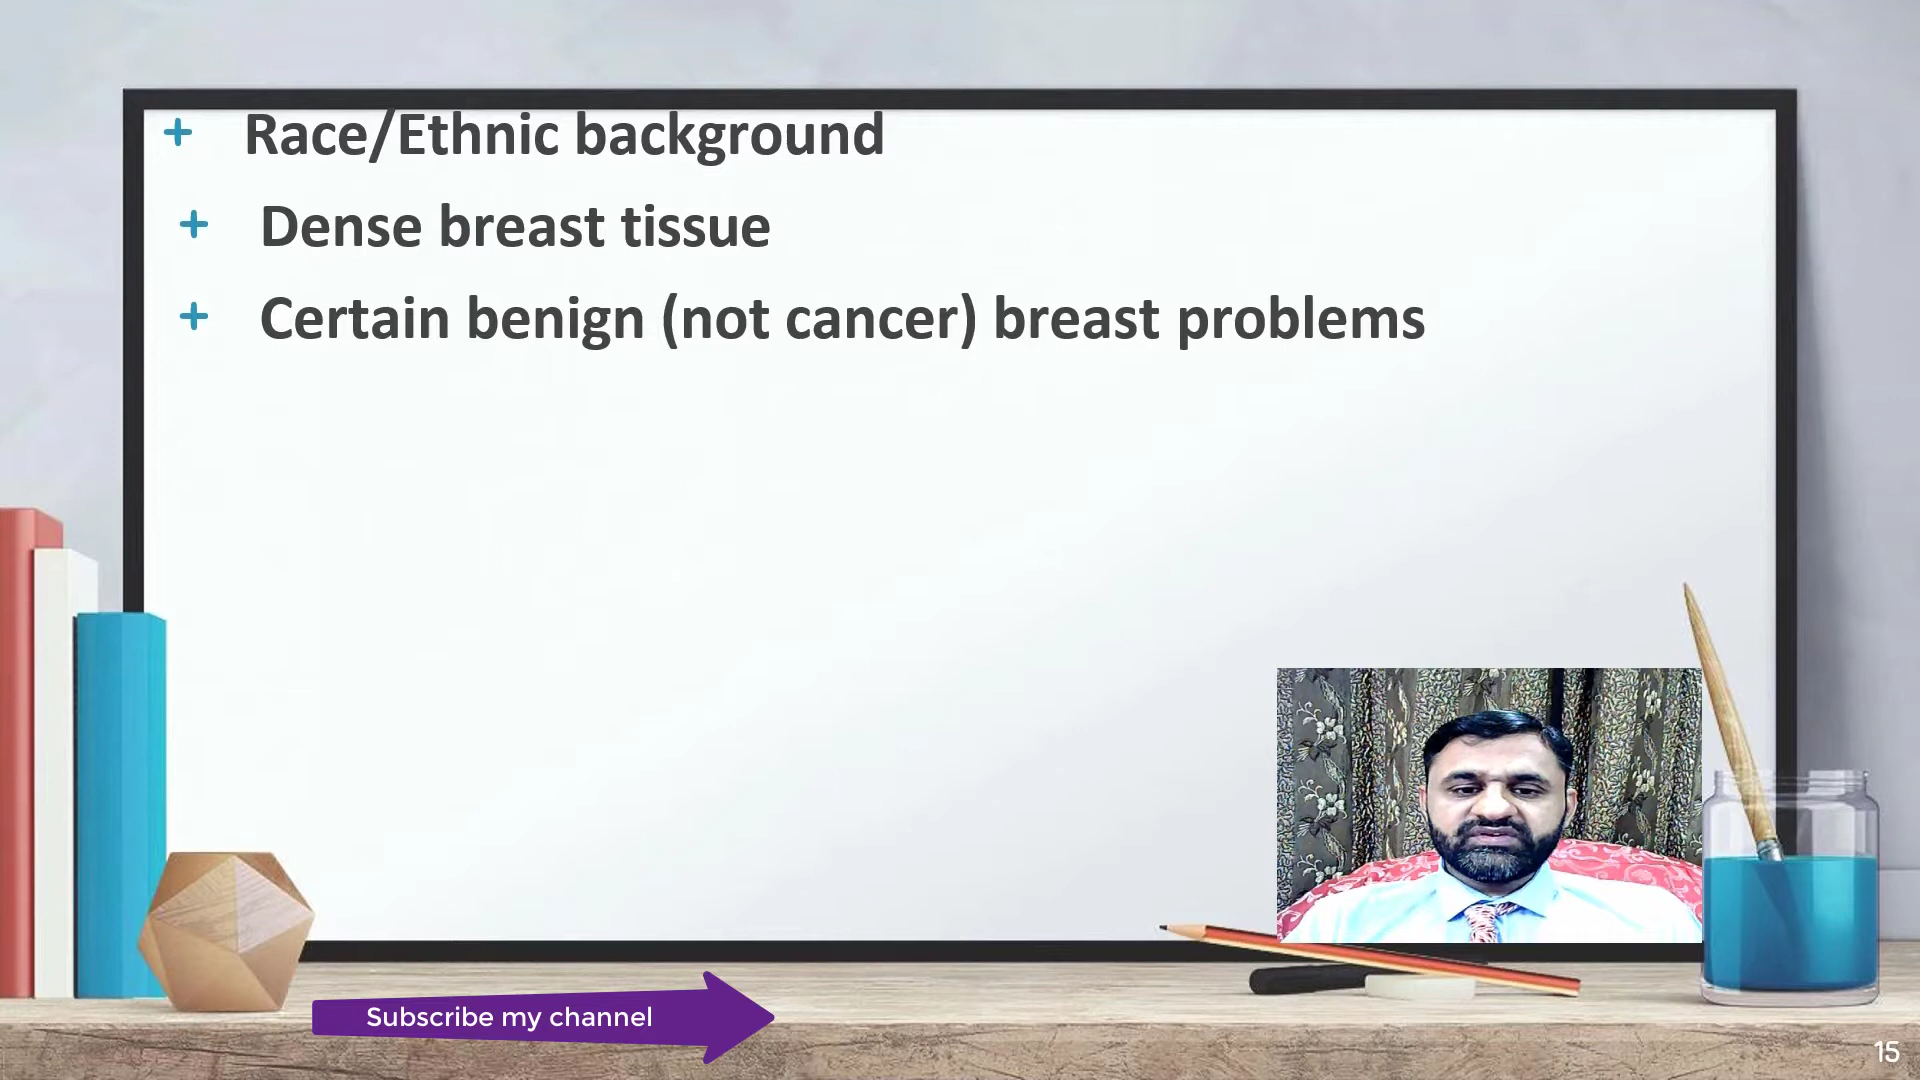 + Race/Ethnic background
+ Dense breast tissue
+ Certain benign (not cancer) breast problems
Subscribe my channel
15